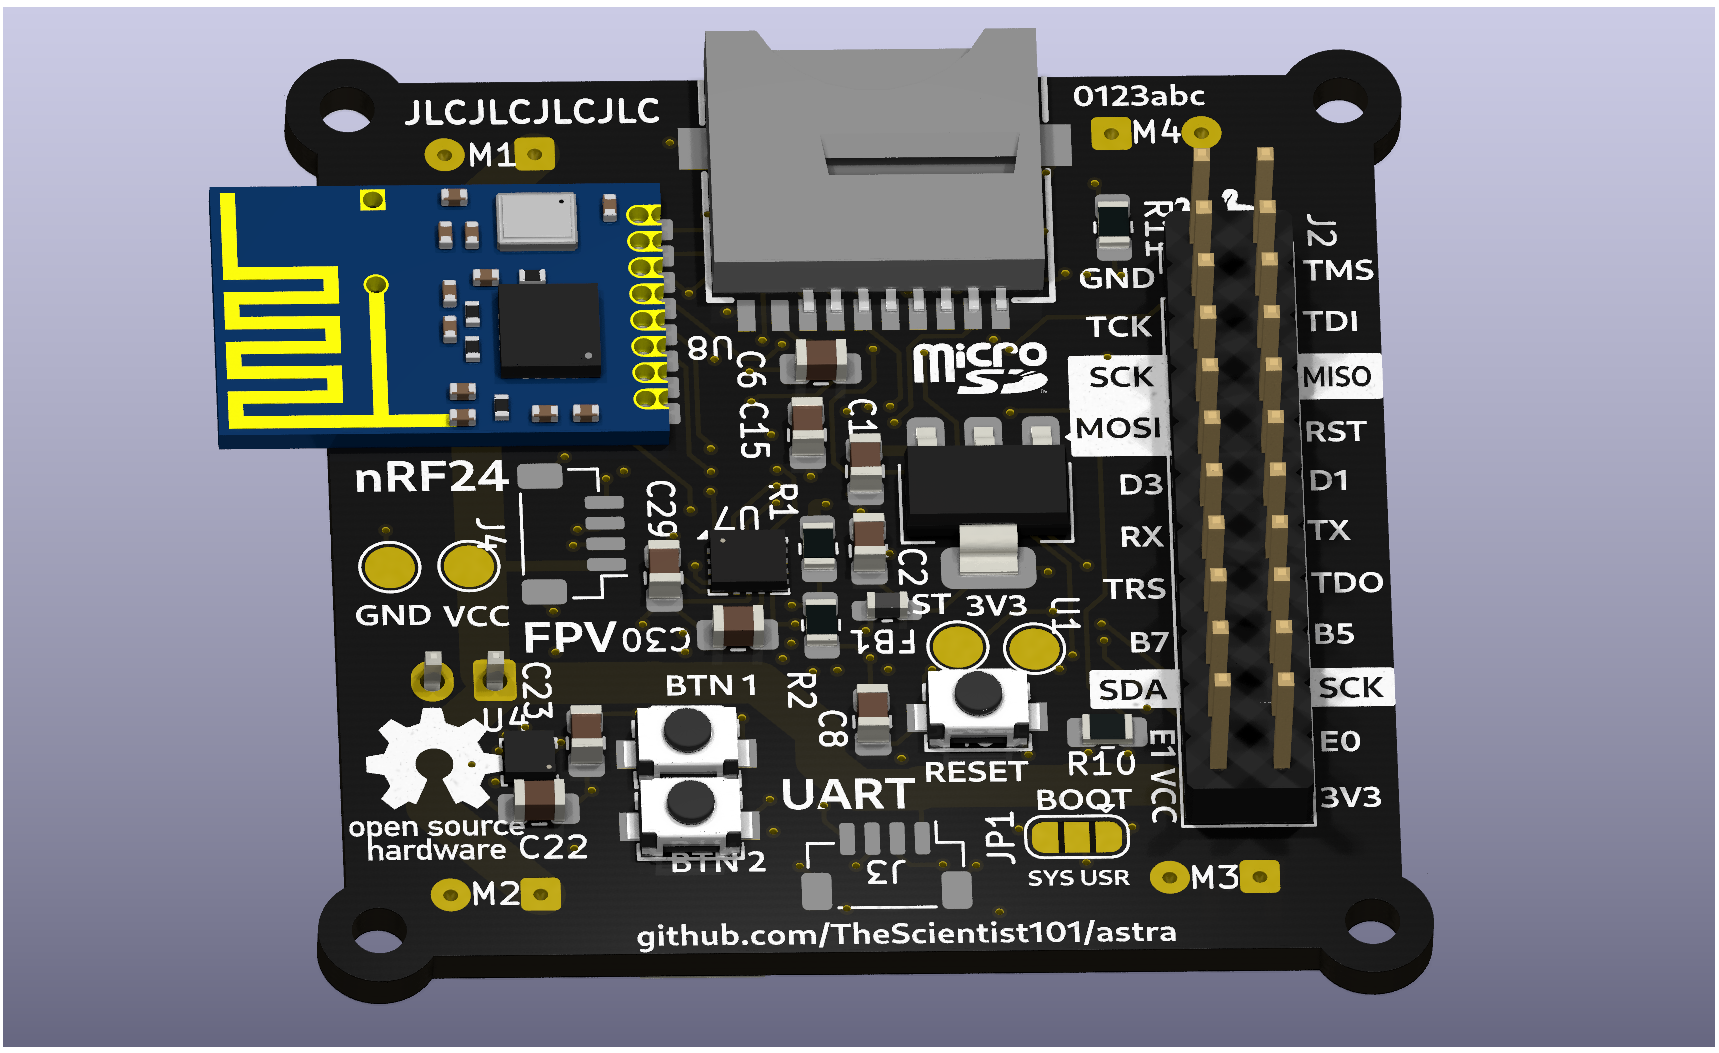 JLCJLCJLCJLC
0123abc
M1
M4
R11
J2
GND
TMS
TCK
TDI
U8
C6
micro
SD
SCK
MISO
MOSI
RST
C15
nRF24
D3
D1
C29
R1
U7
J4
RX
TX
C2
TRS
TDO
GND VCC
ST 3V3
U1
FPV
C30
FB1
B7
B5
C23
BTN 1
R2
SDA
SCK
U4
C8
E1
E0
RESET
R10
UART
BOOT
VCC
3V3
open source
hardware
C22
BTN 2
J3
JP1
SYS USR
M2
M3
github.com/TheScientist101/astra